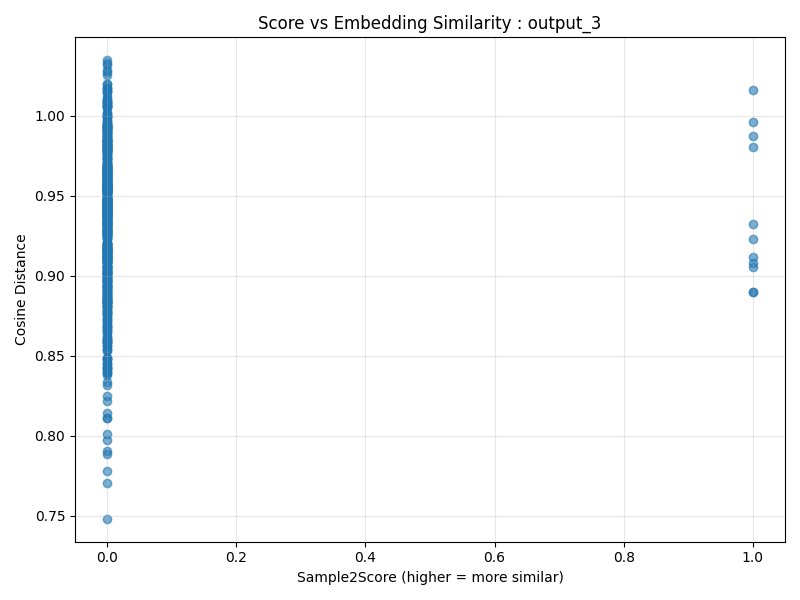 Score vs Embedding Similarity : output_3
1.00
0.95
0.90
0.85
0.80
0.75
Cosine Distance
0.0 0.2 0.4 0.6 0.8 1.0
Sample2Score (higher = more similar)